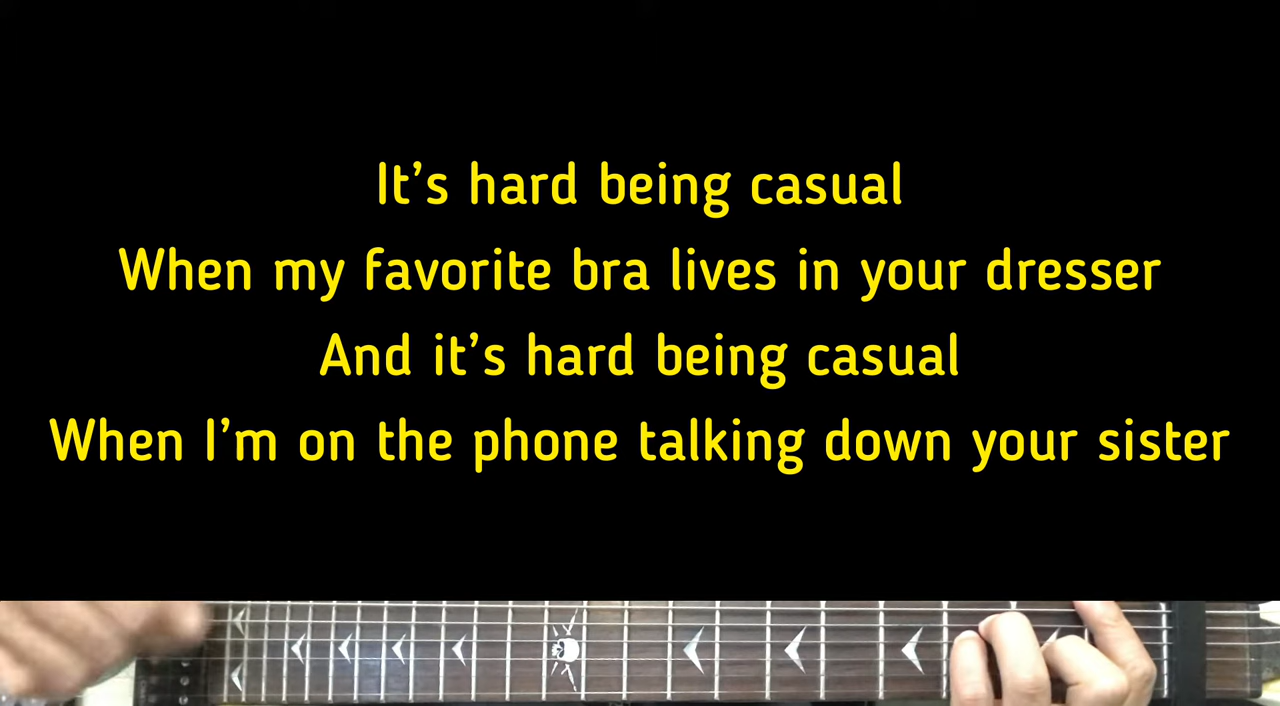 It’s hard being casual
When my favorite bra lives in your dresser
And it’s hard being casual
When I’m on the phone talking down your sister